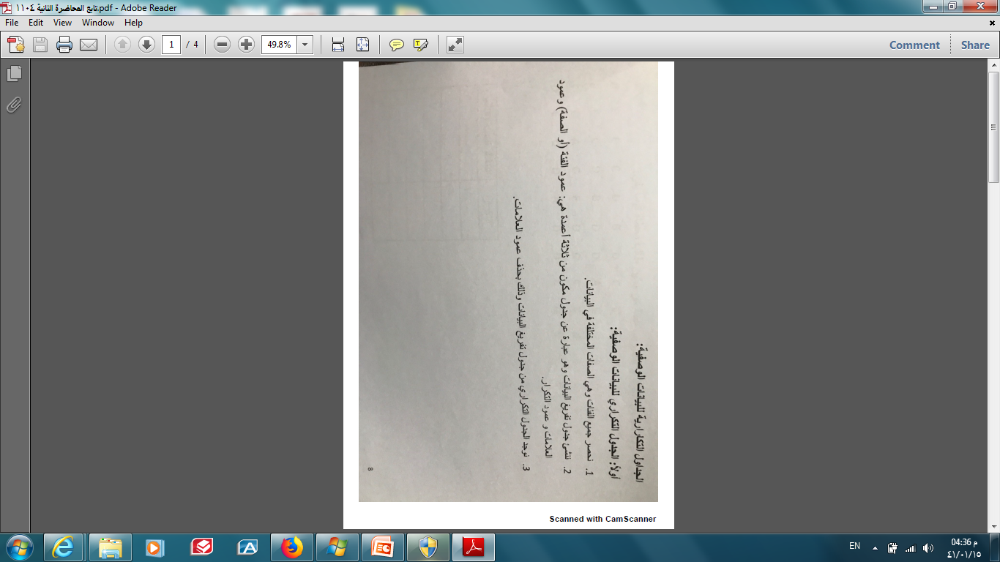 تابع المحاضرة الثانية ١١٠٤.pdf - Adobe Reader
File Edit View Window Help
1 / 4 49.8% Comment Share
الجداول التكرارية للبيانات الوصفية:
أولاً: الجدول التكراري للبيانات الوصفية:
1. نحصر جميع الفئات وهي الصفات المختلفة في البيانات.
2. ننشئ جدول تفريغ البيانات وهو عبارة عن جدول مكون من ثلاثة أعمدة هي: عمود الفئة (أو الصفة) وعمود
العلامات و عمود التكرار.
3. نوجد الجدول التكراري من جدول تفريغ البيانات وذلك بحذف عمود العلامات.
8
Scanned with CamScanner
EN
04:36 م
٤١/٠١/١٥